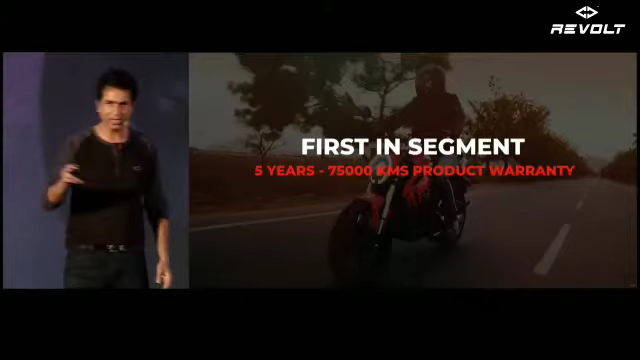 REVOLT
FIRST IN SEGMENT
5 YEARS - 75000 KMS PRODUCT WARRANTY